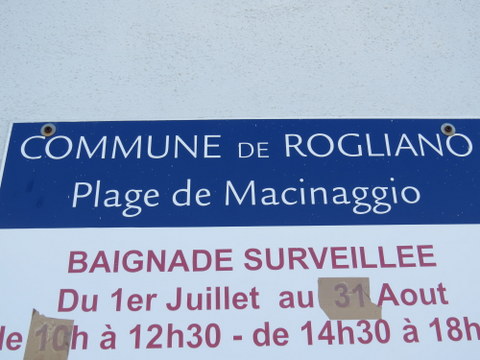 COMMUNE DE ROGLIANO
Plage de Macinaggio
BAIGNADE SURVEILLEE
Du 1er Juillet au 31 Aout
de 10h à 12h30 - de 14h30 à 18h